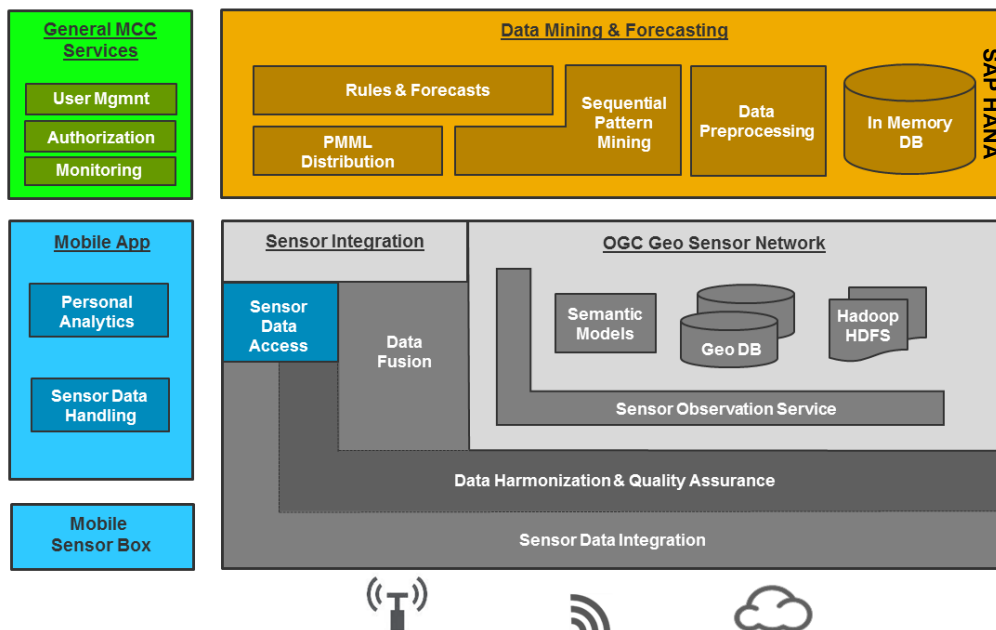 General MCC
Services
User Mgmnt
Authorization
Monitoring
Data Mining & Forecasting
Rules & Forecasts
PMML
Distribution
Sequential
Pattern
Mining
Data
Preprocessing
In Memory
DB
SAP HANA
Mobile App
Personal
Analytics
Sensor Data
Handling
Mobile
Sensor Box
Sensor Integration
Sensor
Data
Access
Data
Fusion
OGC Geo Sensor Network
Semantic
Models
Geo DB
Hadoop
HDFS
Sensor Observation Service
Data Harmonization & Quality Assurance
Sensor Data Integration